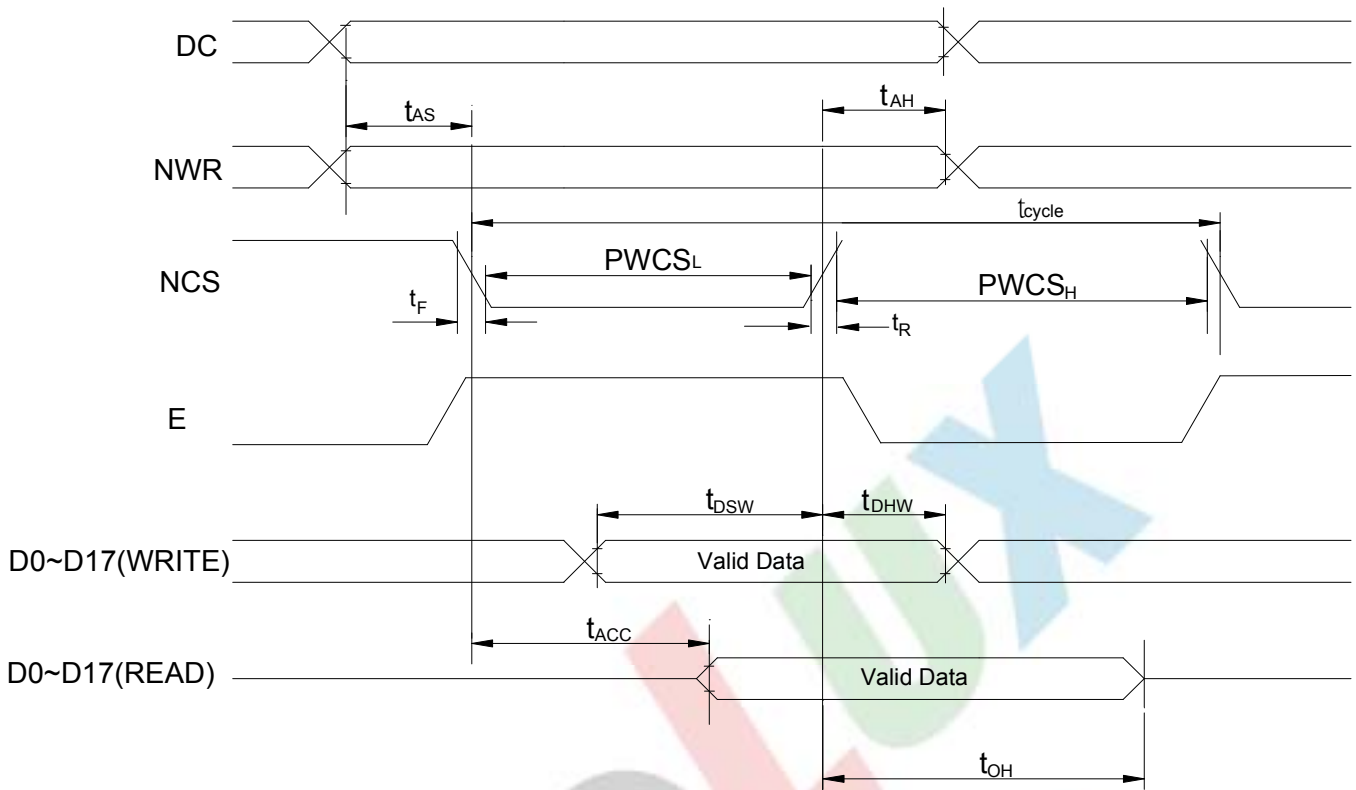 DC
tAS
tAH
NWR
tcycle
NCS
PWCSL
PWCSH
tF
tR
E
tDSW
tDHW
D0~D17(WRITE)
Valid Data
tACC
D0~D17(READ)
Valid Data
tOH